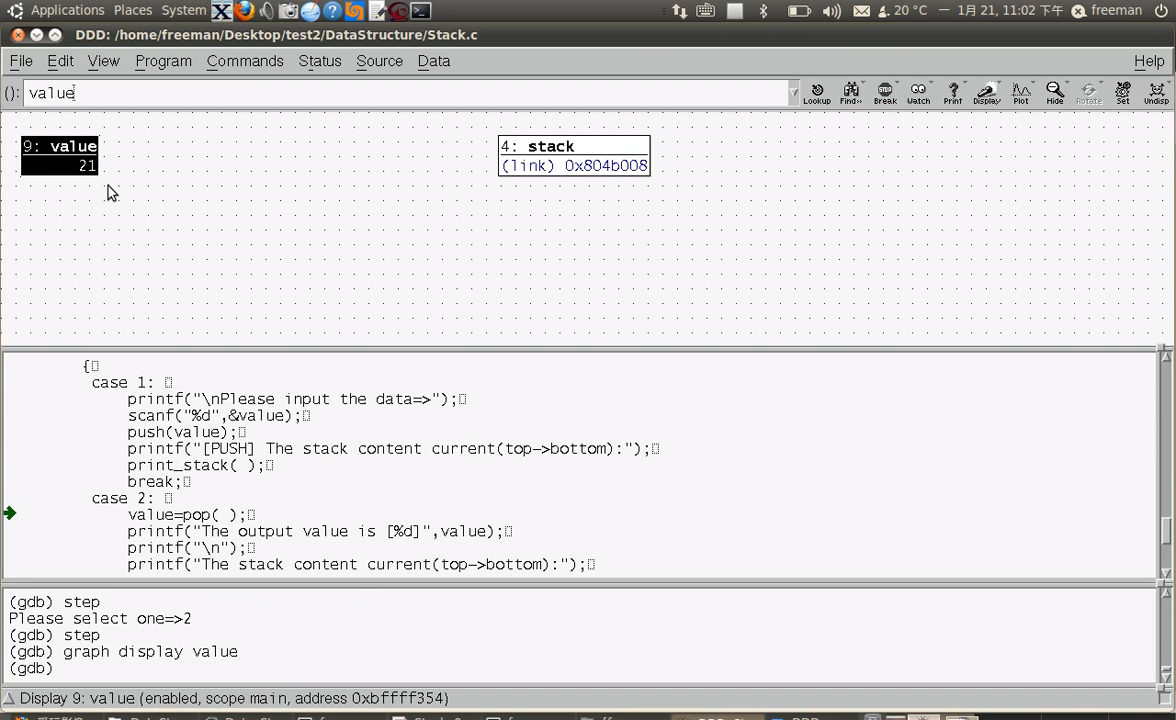 Applications Places System
20 °C 一 1月 21, 11:02 下午 freeman
DDD: /home/freeman/Desktop/test2/DataStructure/Stack.c
File Edit View Program Commands Status Source Data Help
(): value
Lookup Find>> Break Watch Print Display Plot Hide Rotate Set Undisp
9: value
21
4: stack
(link) 0x804b008
{
case 1:
printf("\nPlease input the data=>");
scanf("%d",&value);
push(value);
printf("[PUSH] The stack content current(top->bottom):");
print_stack( );
break;
case 2:
value=pop( );
printf("The output value is [%d]",value);
printf("\n");
printf("The stack content current(top->bottom):");
(gdb) step
Please select one=>2
(gdb) step
(gdb) graph display value
(gdb)
Display 9: value (enabled, scope main, address 0xbffff354)